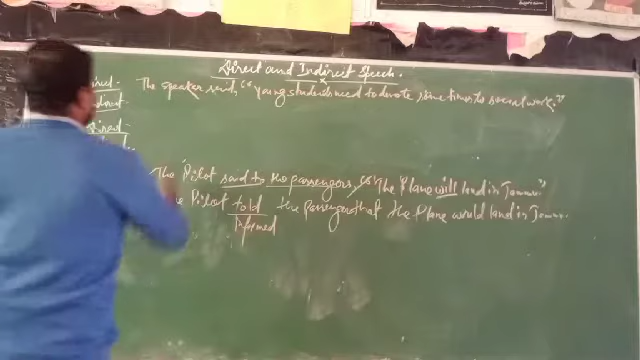 Direct and Indirect Speech.
The speaker said, "Young students need to devote some time to social work."
Direct
The Pilot said to the passengers, "The Plane will land in Jammu."
Pilot told the passengers that the Plane would land in Jammu.
Informed